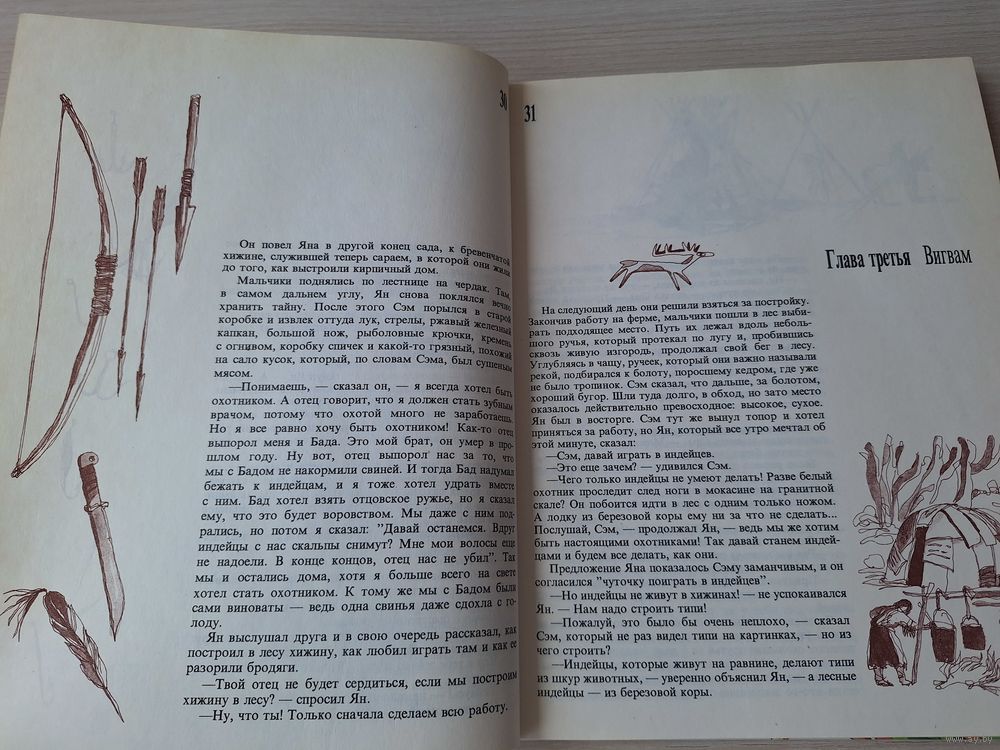 30
Он повел Яна в другой конец сада, к бревенчатой
хижине, служившей теперь сараем, в которой они жили
до того, как выстроили кирпичный дом.
Мальчики поднялись по лестнице на чердак. Там,
в самом дальнем углу, Ян снова поклялся вечно
хранить тайну. После этого Сэм порылся в старой
коробке и извлек оттуда лук, стрелы, ржавый железный
капкан, большой нож, рыболовные крючки, кремень
с огнивом, коробку спичек и какой-то грязный, похожий
на сало кусок, который, по словам Сэма, был сушеным
мясом.
—Понимаешь, — сказал он, — я всегда хотел быть
охотником. А отец говорит, что я должен стать зубным
врачом, потому что охотой много не заработаешь.
Но я все равно хочу быть охотником! Как-то отец
выпорол меня и Бада. Это мой брат, он умер в про-
шлом году. Ну вот, отец выпорол нас за то, что
мы с Бадом не накормили свиней. И тогда Бад надумал
бежать к индейцам, и я тоже хотел удрать вместе
с ним. Бад хотел взять отцовское ружье, но я сказал
ему, что это будет воровством. Мы даже с ним под-
рались, но потом я сказал: "Давай останемся. Вдруг
индейцы с нас скальпы снимут? Мне мои волосы еще
не надоели. В конце концов, отец нас не убил". Так
мы и остались дома, хотя я больше всего на свете
хотел стать охотником. К тому же мы с Бадом были
сами виноваты — ведь одна свинья даже сдохла с го-
лоду.
Ян выслушал друга и в свою очередь рассказал, как
построил в лесу хижину, как любил играть там и как ее
разорили бродяги.
—Твой отец не будет сердиться, если мы построим
хижину в лесу? — спросил Ян.
—Ну, что ты! Только сначала сделаем всю работу.
31
Глава третья Вигвам
На следующий день они решили взяться за постройку.
Закончив работу на ферме, мальчики пошли в лес выби-
рать подходящее место. Путь их лежал вдоль неболь-
шого ручья, который протекал по лугу и, пробившись
сквозь живую изгородь, продолжал свой бег в лесу.
Углубляясь в чащу, ручеек, который они важно называли
рекой, подбирался к болоту, поросшему кедром, где уже
не было тропинок. Сэм сказал, что дальше, за болотом,
хороший бугор. Шли туда долго, в обход, но зато место
оказалось действительно превосходное: высокое, сухое.
Ян был в восторге. Сэм тут же вынул топор и хотел
приняться за работу, но Ян, который все утро мечтал об
этой минуте, сказал:
—Сэм, давай играть в индейцев.
—Это еще зачем? — удивился Сэм.
—Чего только индейцы не умеют делать! Разве белый
охотник проследит след ноги в мокасине на гранитной
скале? Он побоится идти в лес с одним только ножом.
А лодку из березовой коры ему ни за что не сделать...
Послушай, Сэм, — продолжал Ян, — ведь мы же хотим
быть настоящими охотниками! Так давай станем индей-
цами и будем все делать, как они.
Предложение Яна показалось Сэму заманчивым, и он
согласился "чуточку поиграть в индейцев".
—Но индейцы не живут в хижинах! — не успокаивался
Ян. — Нам надо строить типи!
—Пожалуй, это было бы очень неплохо, — сказал
Сэм, который не раз видел типи на картинках, — но из
чего строить?
—Индейцы, которые живут на равнине, делают типи
из шкур животных, — уверенно объяснил Ян, — а лесные
индейцы — из березовой коры.
www.ay.by